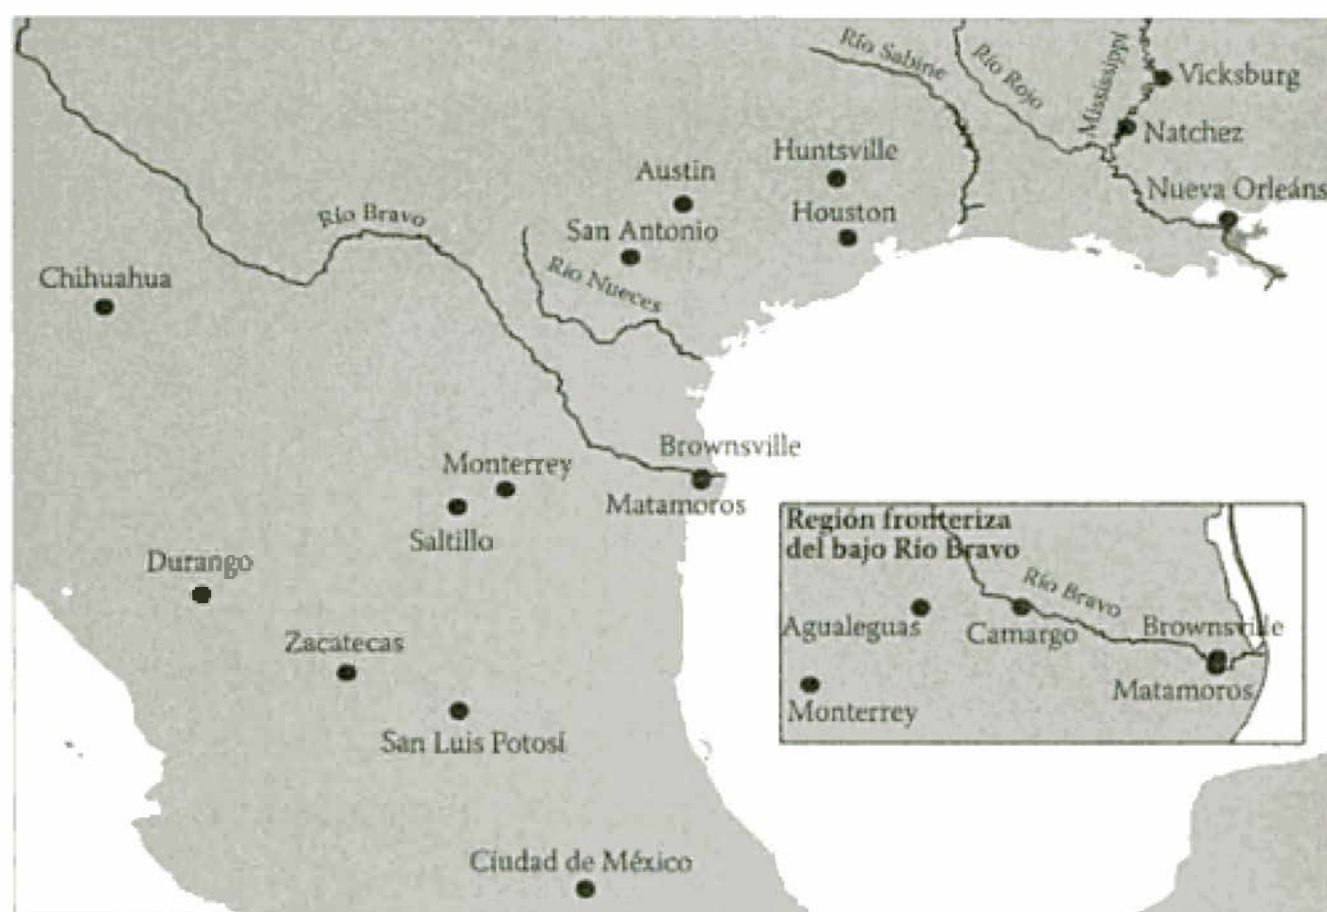 Río Sabine
Río Rojo
Mississippi
Vicksburg
Natchez
Huntsville
Austin
Nueva Orleáns
Río Bravo
Houston
San Antonio
Río Nueces
Chihuahua
Brownsville
Monterrey
Matamoros
Saltillo
Durango
Zacatecas
San Luis Potosí
Ciudad de México
Región fronteriza
del bajo Río Bravo
Río Bravo
Agualeguas
Camargo
Brownsville
Matamoros
Monterrey